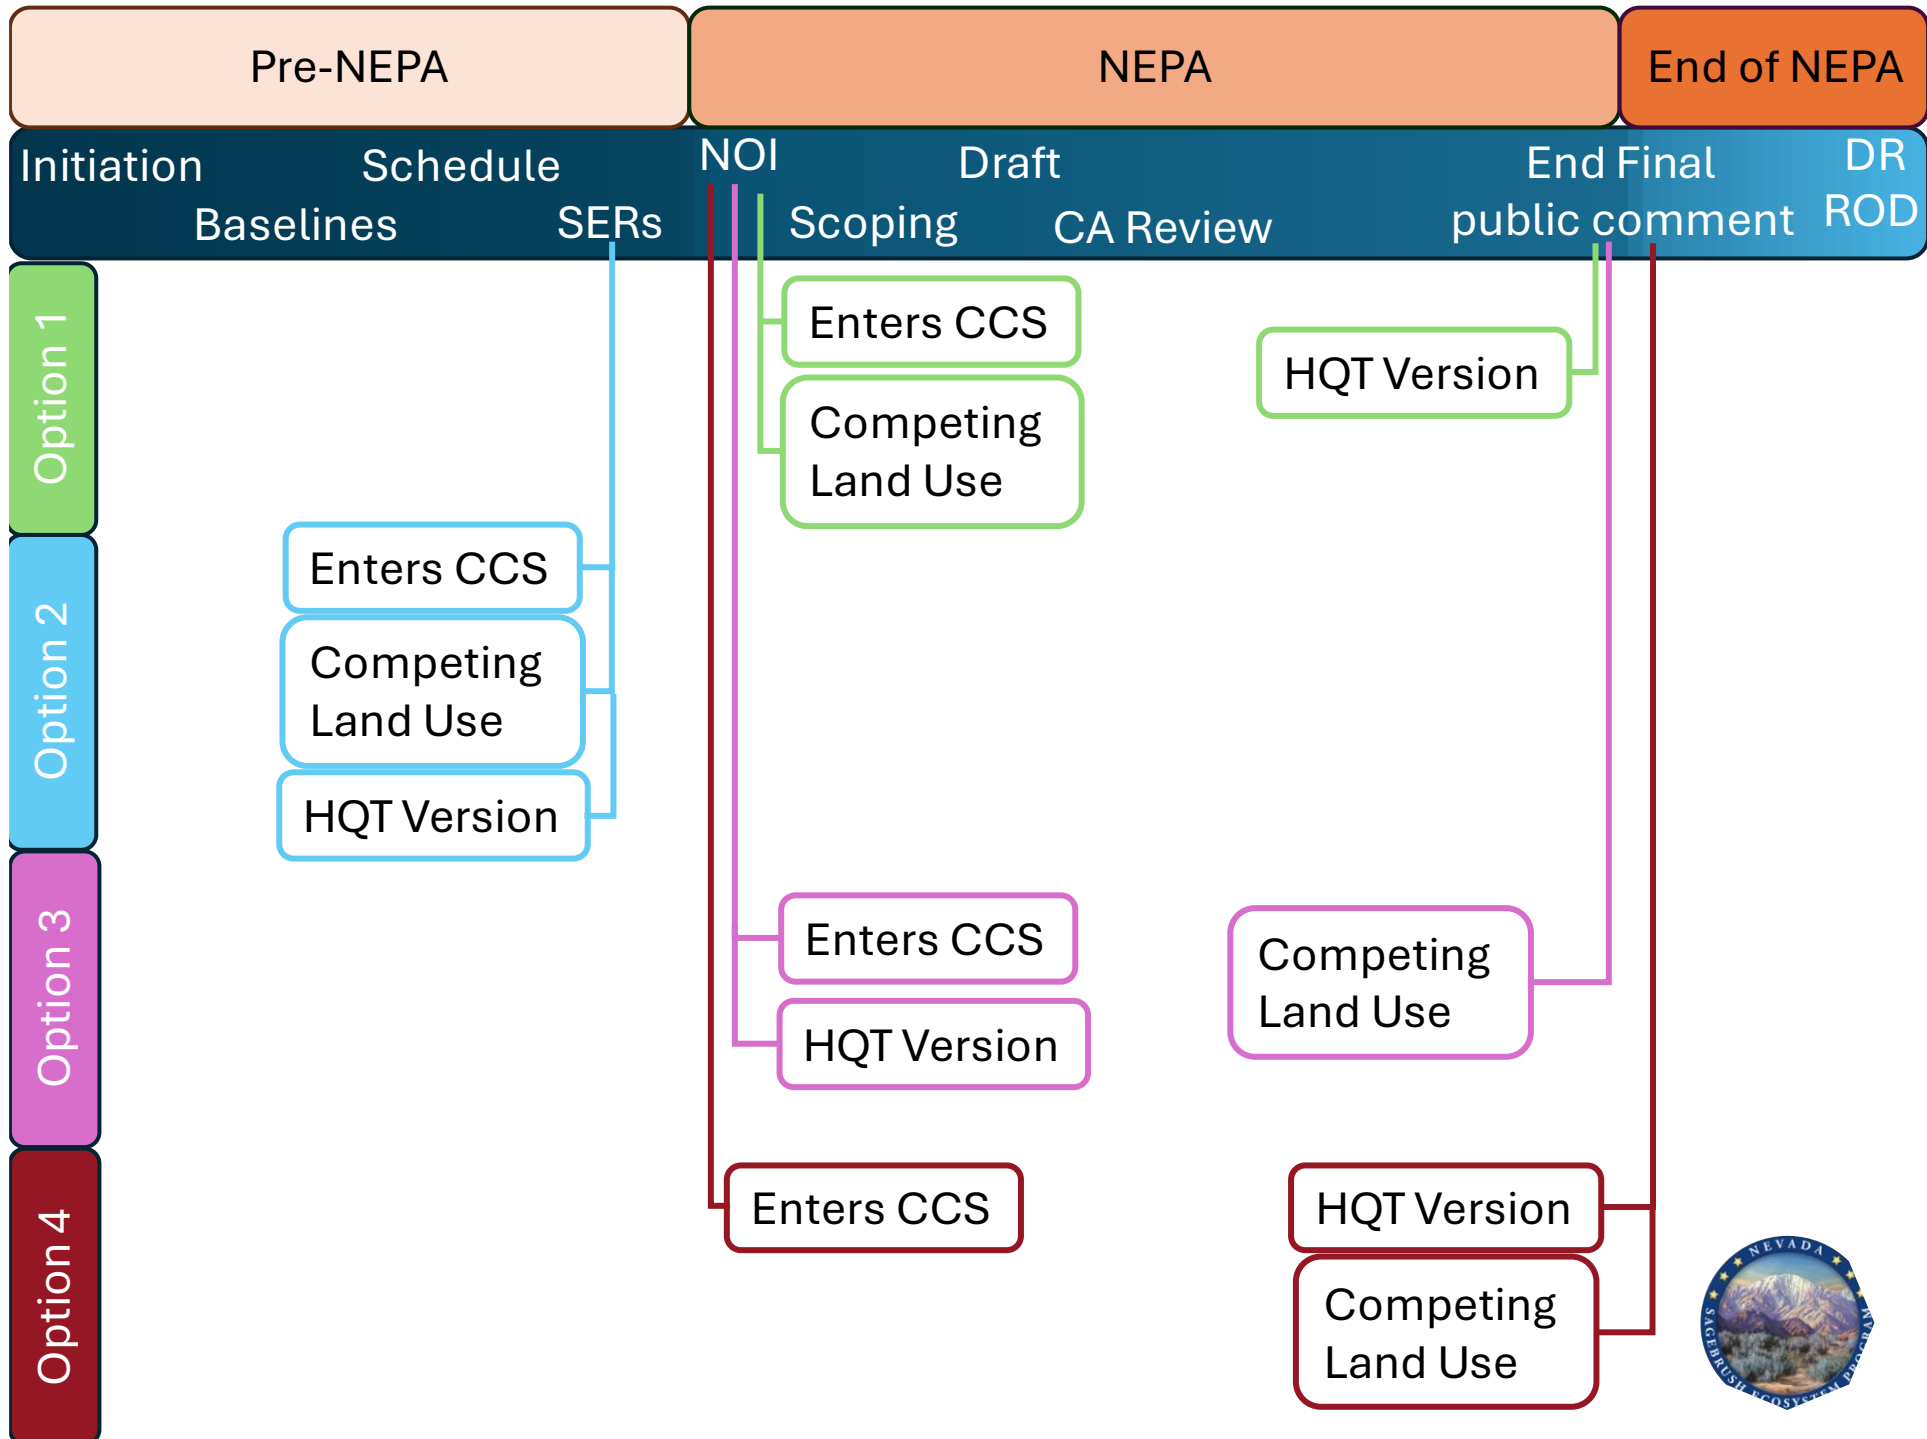 Pre-NEPA
NEPA
End of NEPA
Initiation
Baselines
Schedule
SERs
NOI
Scoping
Draft
CA Review
End Final
public comment
DR
ROD
Option 1
Enters CCS
Competing
Land Use
HQT Version
Option 2
Enters CCS
Competing
Land Use
HQT Version
Option 3
Enters CCS
HQT Version
Competing
Land Use
Option 4
Enters CCS
HQT Version
Competing
Land Use
NEVADA
SAGEBRUSH ECOSYSTEM PROGRAM